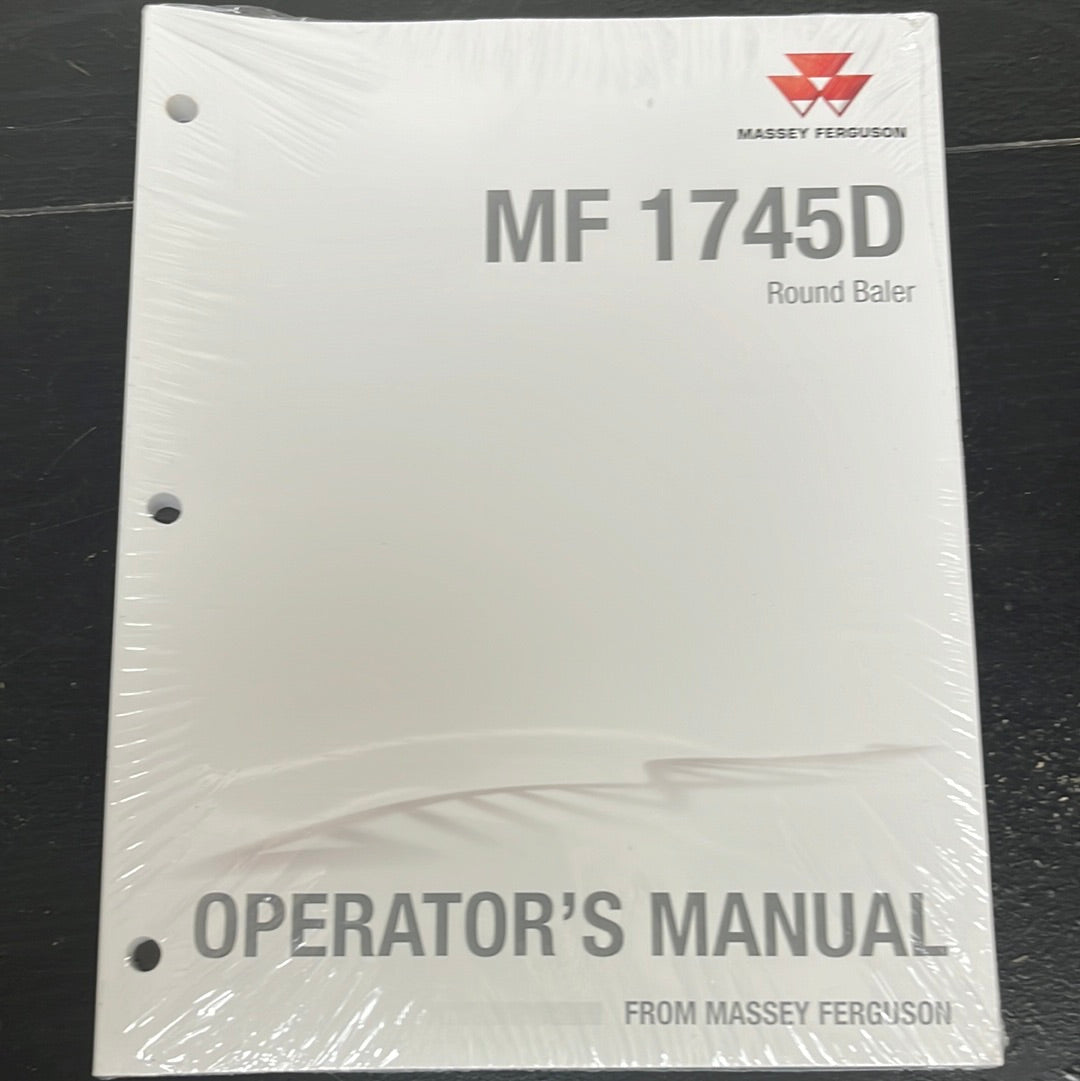 MASSEY FERGUSON
MF 1745D
Round Baler
OPERATOR'S MANUAL
FROM MASSEY FERGUSON